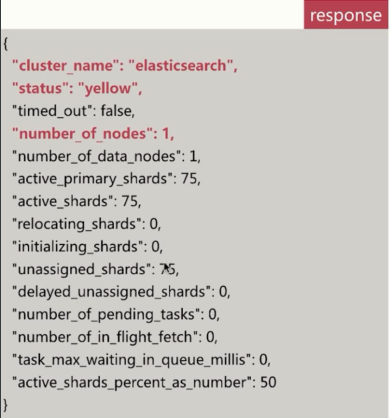 response
{
"cluster_name": "elasticsearch",
"status": "yellow",
"timed_out": false,
"number_of_nodes": 1,
"number_of_data_nodes": 1,
"active_primary_shards": 75,
"active_shards": 75,
"relocating_shards": 0,
"initializing_shards": 0,
"unassigned_shards": 75,
"delayed_unassigned_shards": 0,
"number_of_pending_tasks": 0,
"number_of_in_flight_fetch": 0,
"task_max_waiting_in_queue_millis": 0,
"active_shards_percent_as_number": 50
}